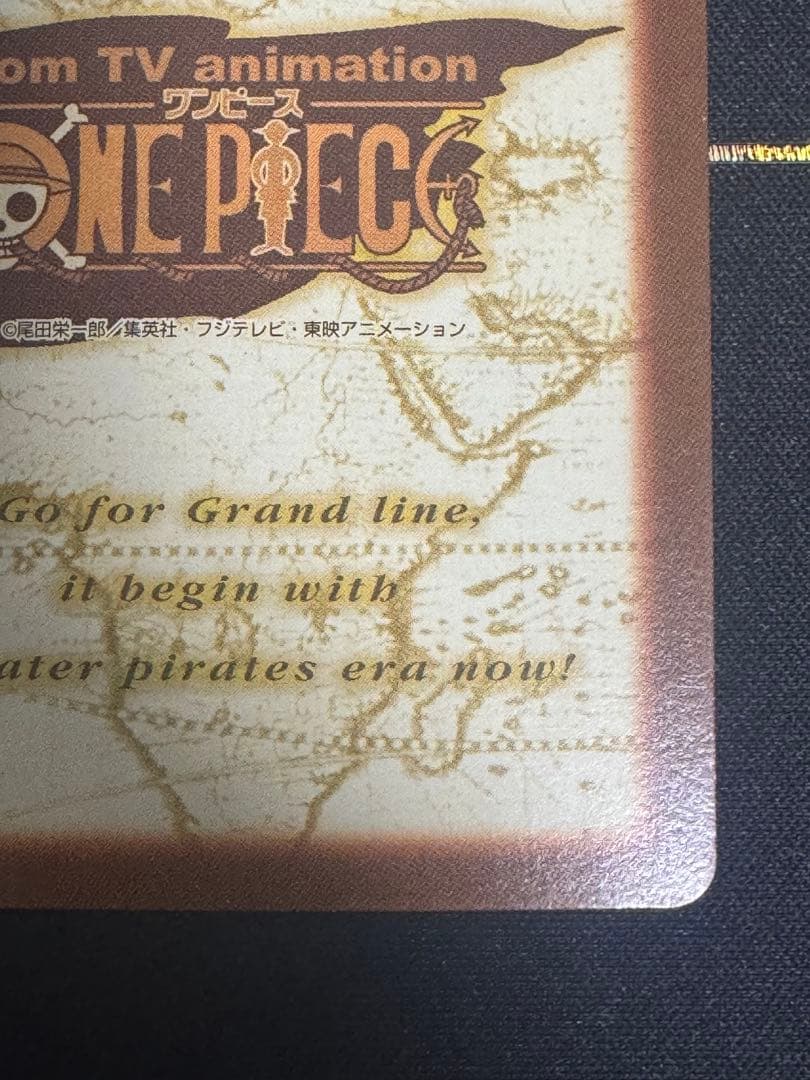 om TV animation
ワンピース
ONE PIECE
©尾田栄一郎／集英社・フジテレビ・東映アニメーション
Go for Grand line,
it begin with
ater pirates era now!